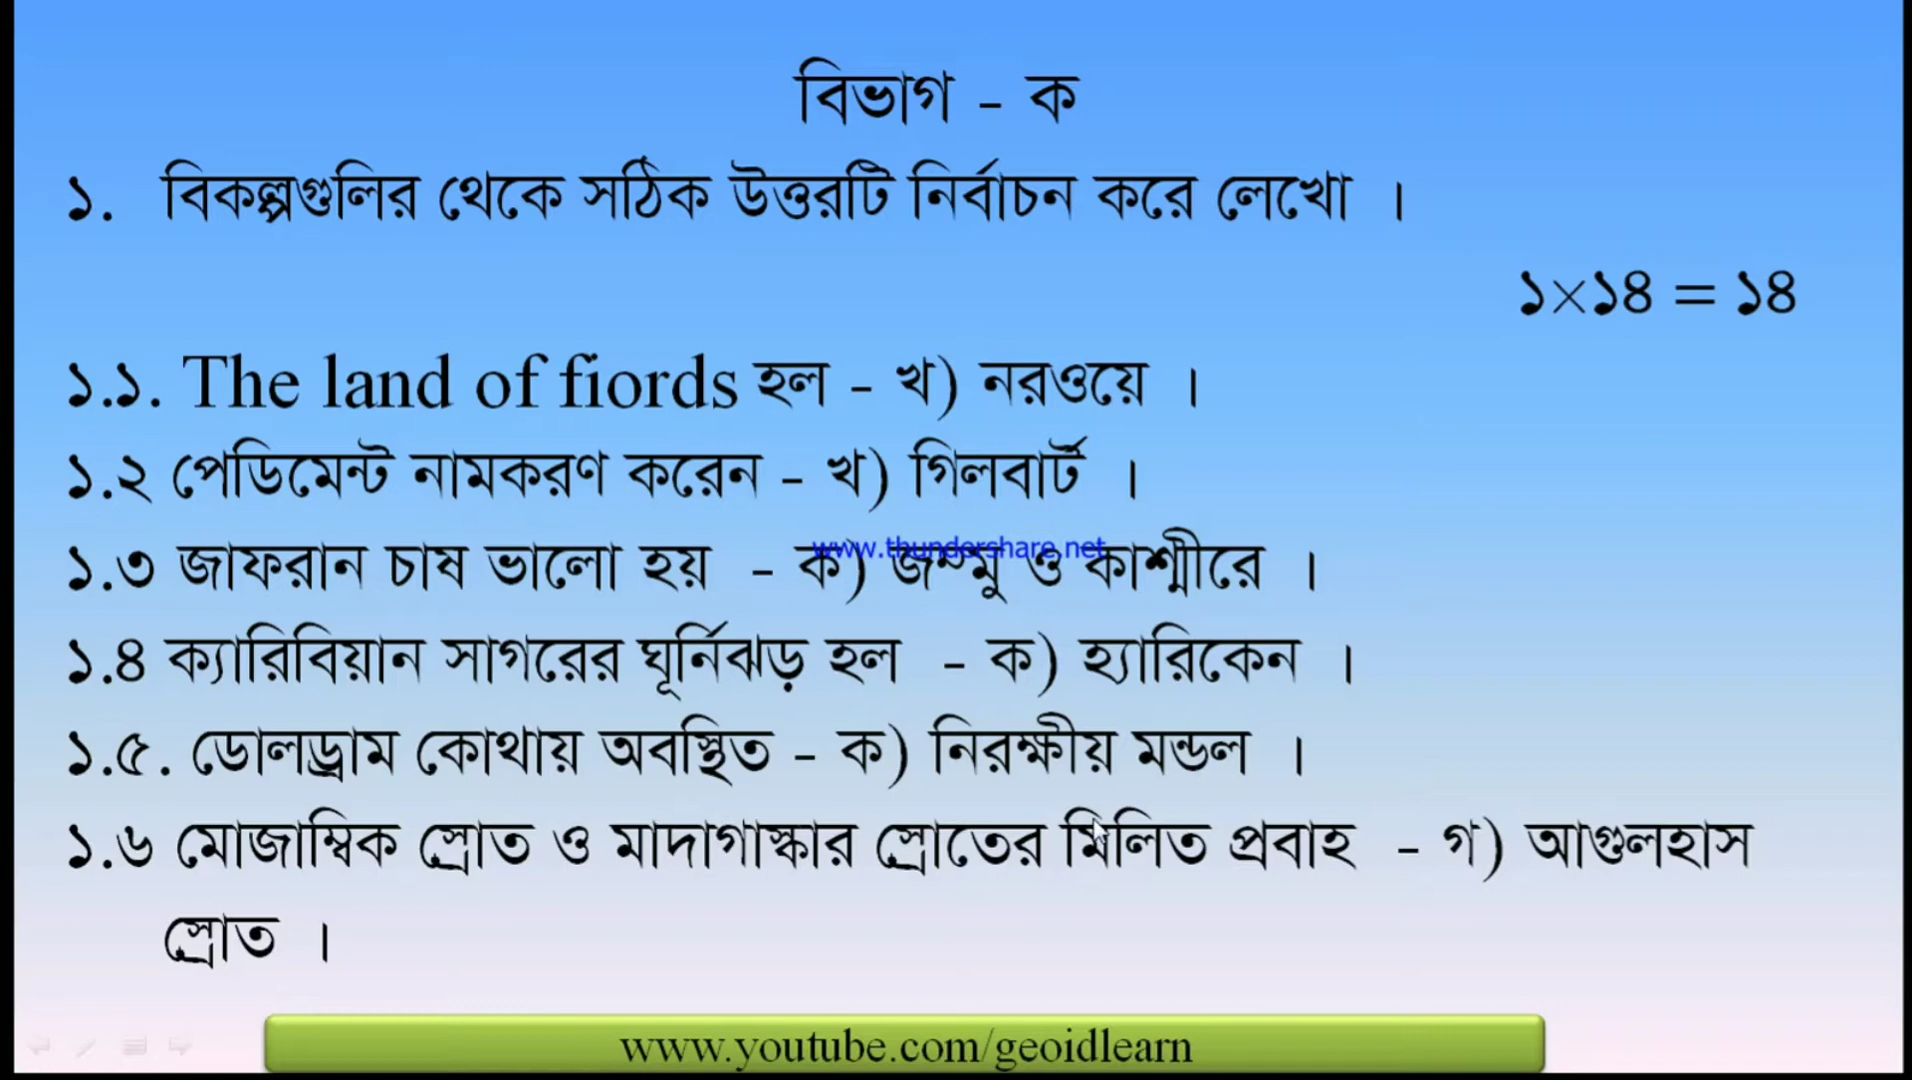 বিভাগ - ক
১. বিকল্পগুলির থেকে সঠিক উত্তরটি নির্বাচন করে লেখো ।
১×১৪ = ১৪
১.১. The land of fiords হল - খ) নরওয়ে ।
১.২ পেডিমেন্ট নামকরণ করেন - খ) গিলবার্ট ।
www.thundershare.net
১.৩ জাফরান চাষ ভালো হয় - ক) জম্মু ও কাশ্মীরে ।
১.৪ ক্যারিবিয়ান সাগরের ঘূর্নিঝড় হল - ক) হ্যারিকেন ।
১.৫. ডোলড্রাম কোথায় অবস্থিত - ক) নিরক্ষীয় মন্ডল ।
১.৬ মোজাম্বিক স্রোত ও মাদাগাস্কার স্রোতের মিলিত প্রবাহ - গ) আগুলহাস
স্রোত ।
www.youtube.com/geoidlearn